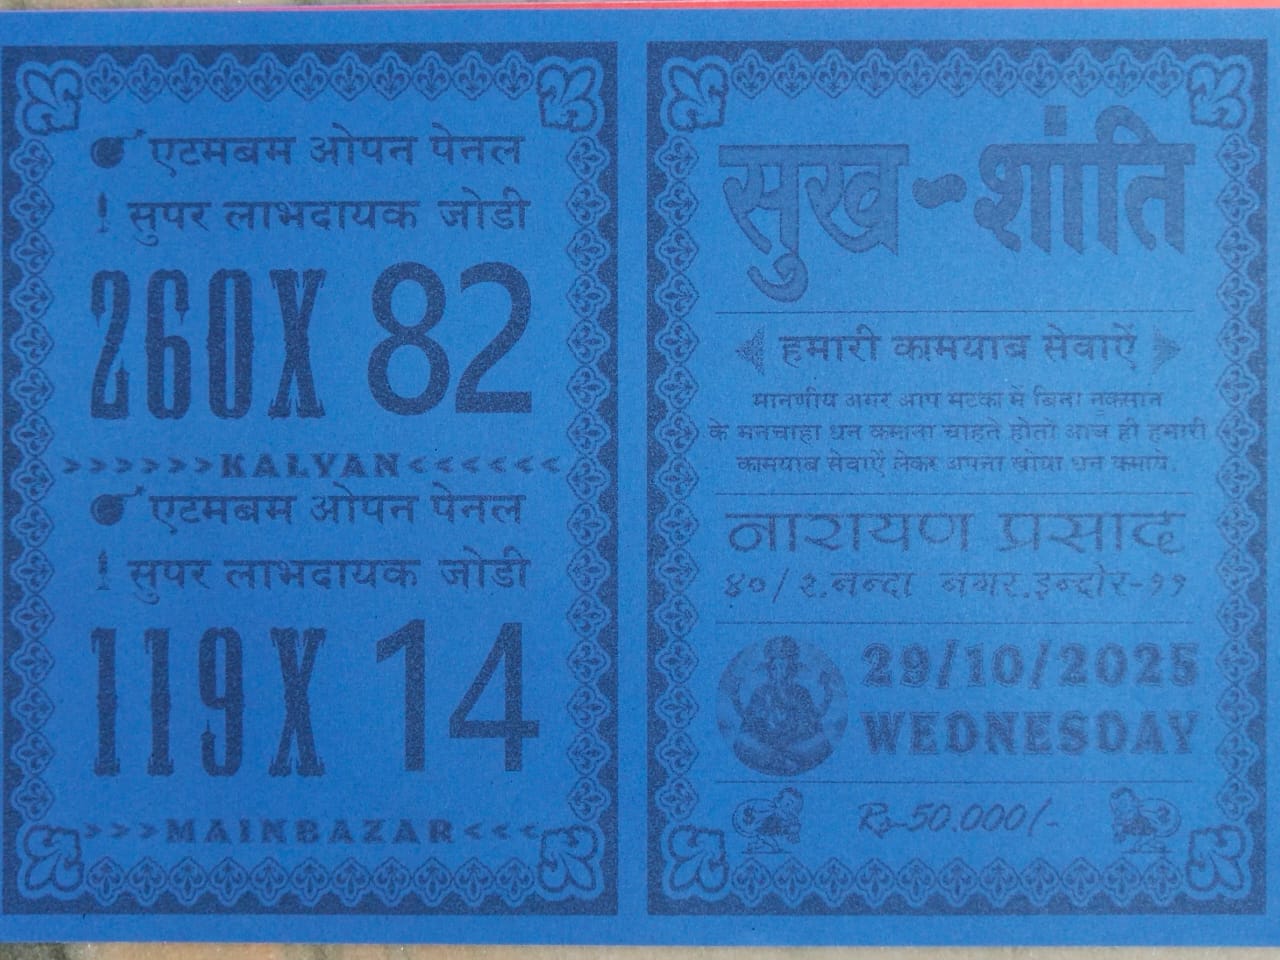 एटमबम ओपन पेनल
सुपर लाभदायक जोडी
260X 82
>>>>>>KALYAN<<<<<<
एटमबम ओपन पेनल
सुपर लाभदायक जोडी
119X 14
>>>>MAINBAZAR<<<<
सुख-शांति
हमारी कामयाब सेवाऐं
मानणीय अगर आप मटका में बिना नुकसान
के मनचाहा धन कमाना चाहते होतो आज ही हमारी
कामयाब सेवाऐं लेकर अपना खोया धन कमाये.
नारायण प्रसाद
४०/२.नन्दा नगर.इन्दोर-११
29/10/2025
WEDNESDAY
Rs-50.000/-